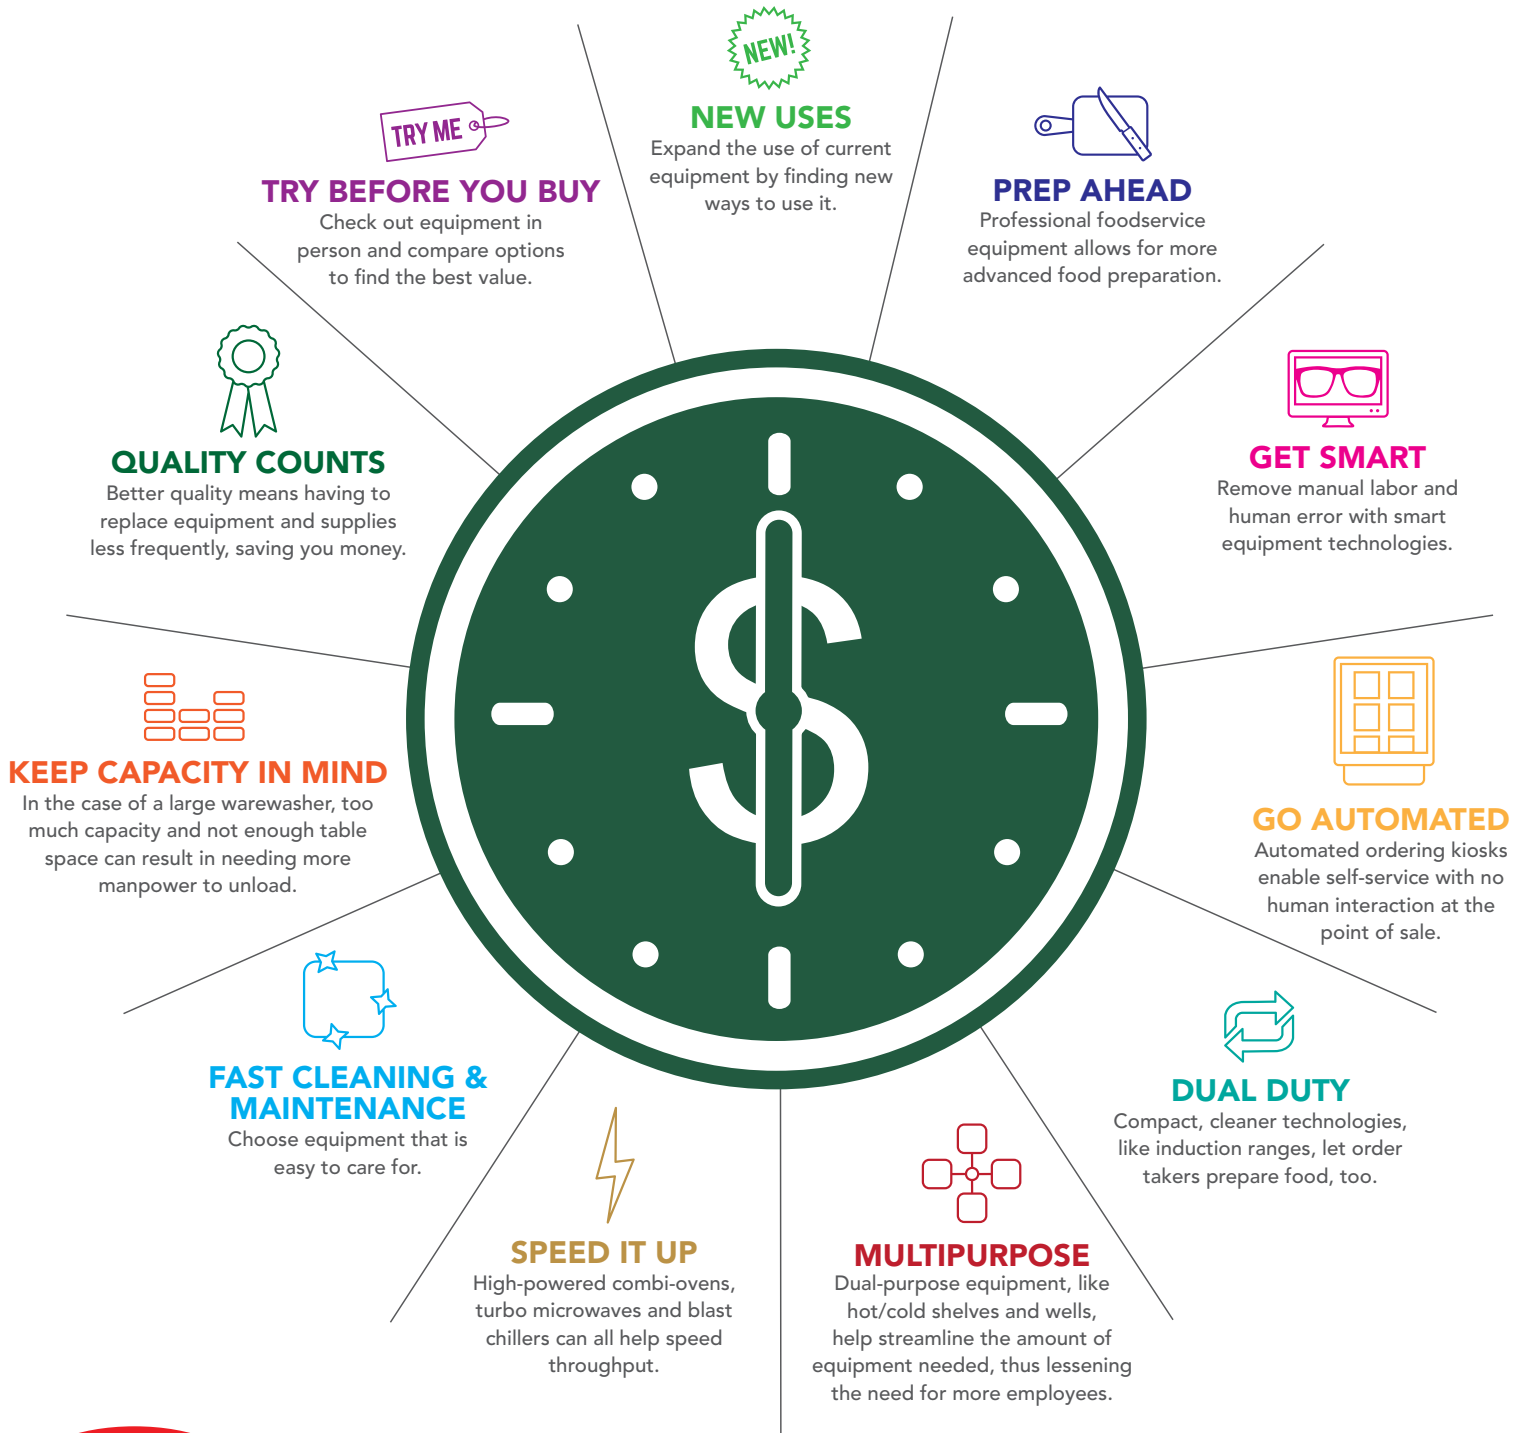 NEW!
NEW USES
Expand the use of current
equipment by finding new
ways to use it.
PREP AHEAD
Professional foodservice
equipment allows for more
advanced food preparation.
GET SMART
Remove manual labor and
human error with smart
equipment technologies.
GO AUTOMATED
Automated ordering kiosks
enable self-service with no
human interaction at the
point of sale.
DUAL DUTY
Compact, cleaner technologies,
like induction ranges, let order
takers prepare food, too.
MULTIPURPOSE
Dual-purpose equipment, like
hot/cold shelves and wells,
help streamline the amount of
equipment needed, thus lessening
the need for more employees.
SPEED IT UP
High-powered combi-ovens,
turbo microwaves and blast
chillers can all help speed
throughput.
FAST CLEANING &
MAINTENANCE
Choose equipment that is
easy to care for.
KEEP CAPACITY IN MIND
In the case of a large warewasher, too
much capacity and not enough table
space can result in needing more
manpower to unload.
QUALITY COUNTS
Better quality means having to
replace equipment and supplies
less frequently, saving you money.
TRY ME
TRY BEFORE YOU BUY
Check out equipment in
person and compare options
to find the best value.
$